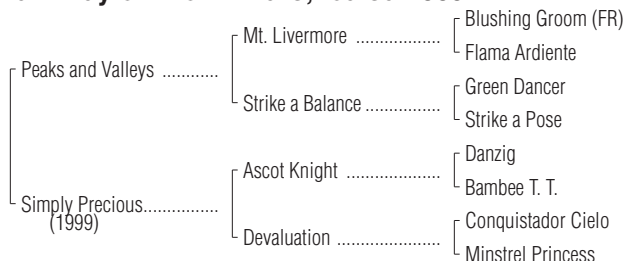 Blushing Groom (FR)
Mt. Livermore ..................
Flama Ardiente
Peaks and Valleys ............
Green Dancer
Strike a Balance ................
Strike a Pose
Danzig
Ascot Knight ....................
Bambee T. T.
Simply Precious...............
(1999)
Conquistador Cielo
Devaluation ......................
Minstrel Princess